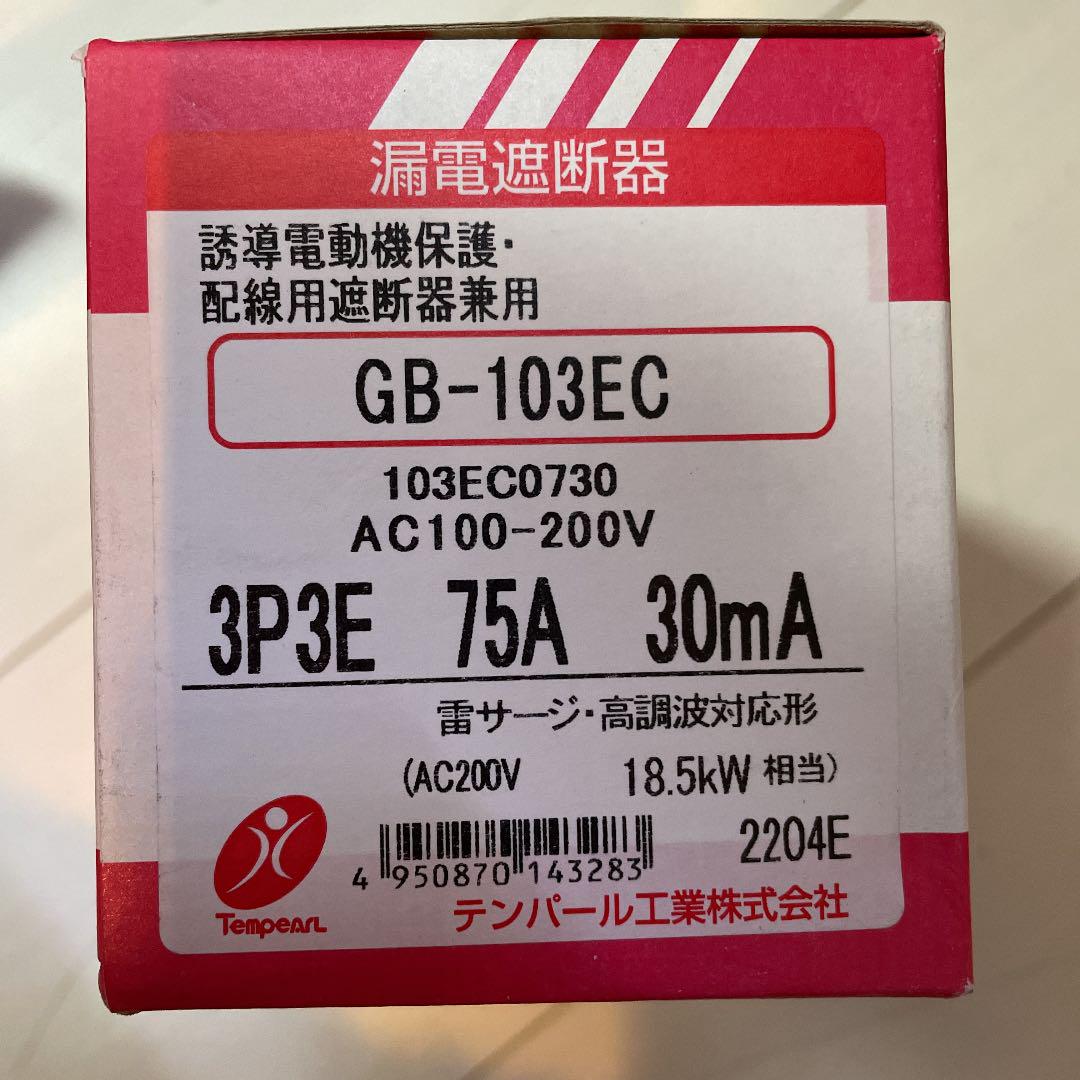 漏電遮断器
誘導電動機保護・
配線用遮断器兼用
GB-103EC
103EC0730
AC100-200V
3P3E 75A 30mA
雷サージ・高調波対応形
(AC200V 18.5kW 相当)
2204E
4 950870 143283
Tempearl
テンパール工業株式会社